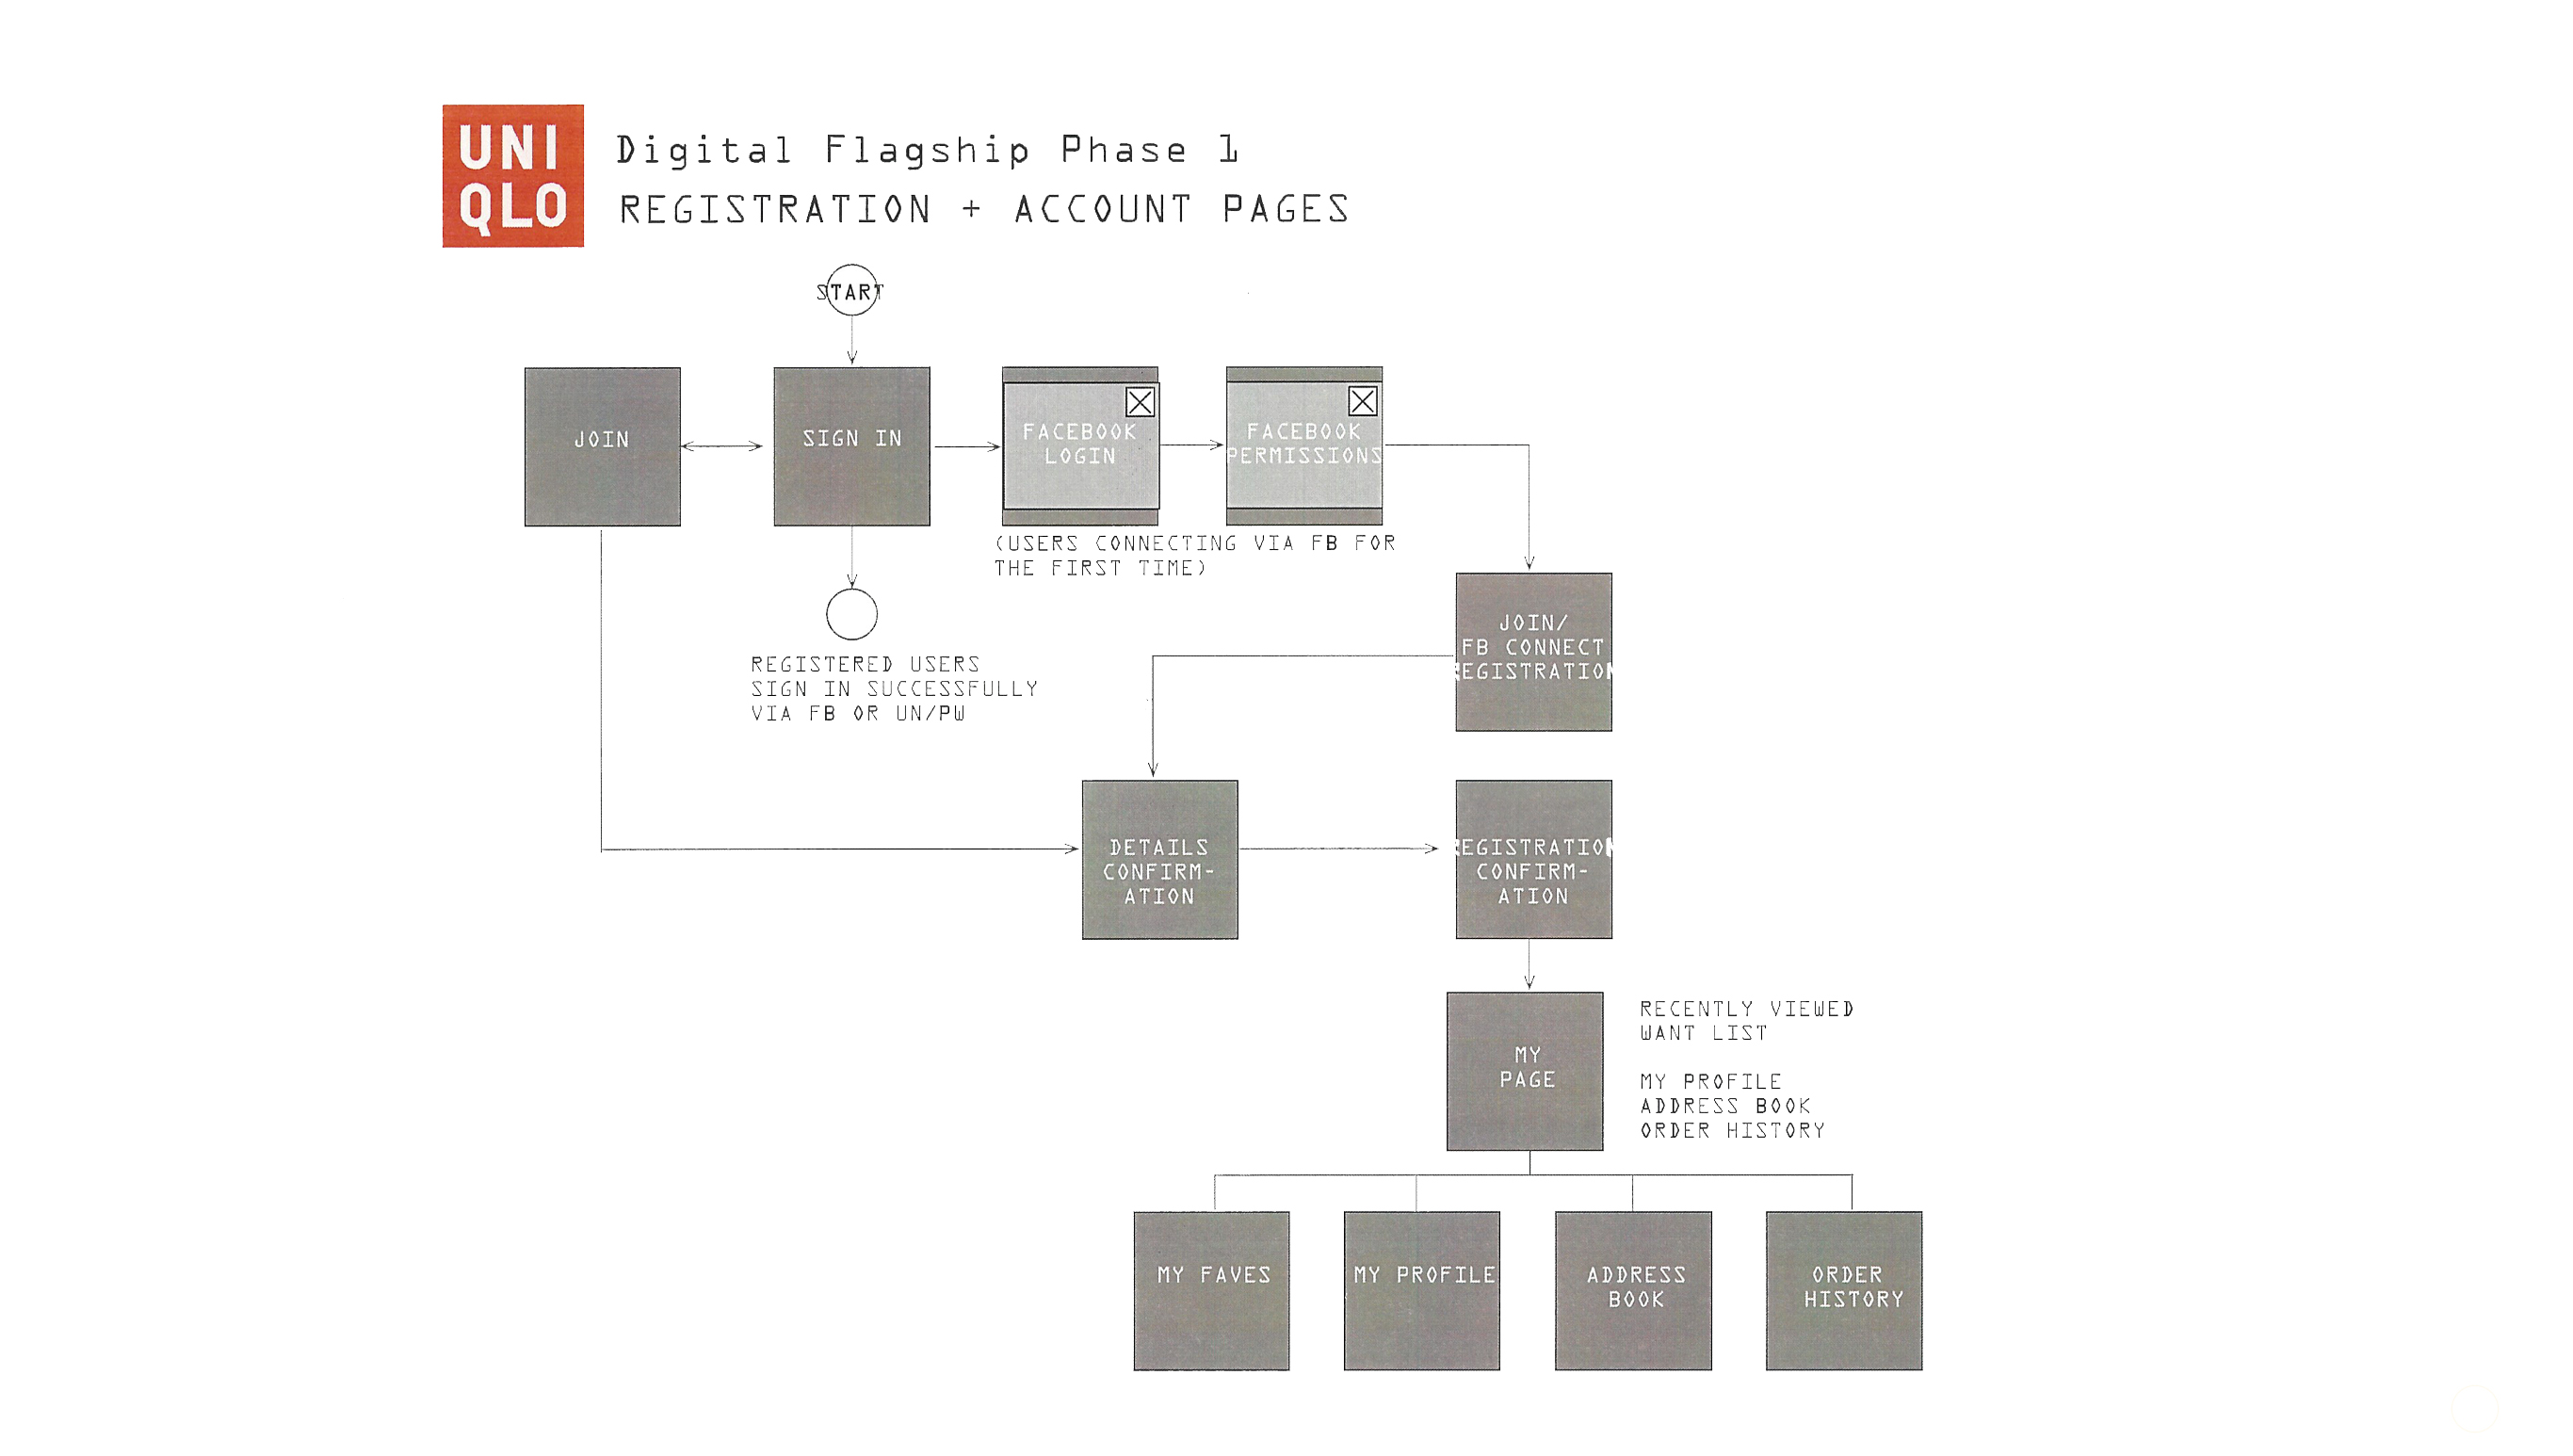 UNI
QLO
Digital Flagship Phase 1
REGISTRATION + ACCOUNT PAGES
START
JOIN
SIGN IN
FACEBOOK
LOGIN
FACEBOOK
PERMISSIONS
(USERS CONNECTING VIA FB FOR
THE FIRST TIME)
JOIN/
FB CONNECT
REGISTRATION
REGISTERED USERS
SIGN IN SUCCESSFULLY
VIA FB OR UN/PW
DETAILS
CONFIRM-
ATION
REGISTRATION
CONFIRM-
ATION
MY
PAGE
RECENTLY VIEWED
WANT LIST
MY PROFILE
ADDRESS BOOK
ORDER HISTORY
MY FAVES
MY PROFILE
ADDRESS
BOOK
ORDER
HISTORY